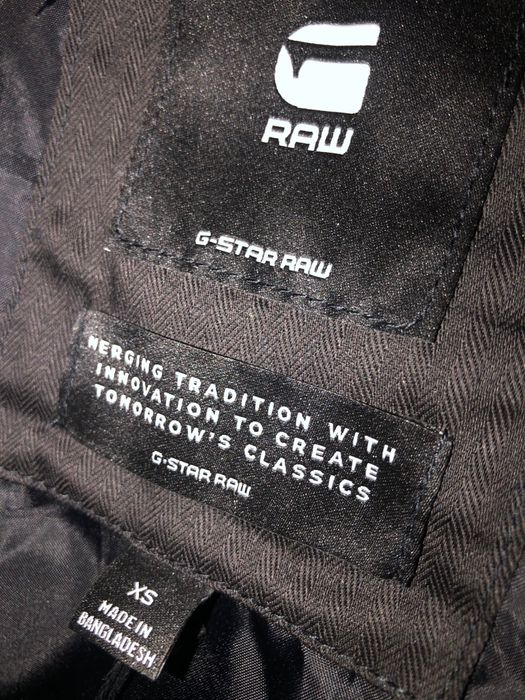 G
RAW
G-STAR RAW
MERGING TRADITION WITH
INNOVATION TO CREATE
TOMORROW'S CLASSICS
G-STAR RAW
XS
MADE IN
BANGLADESH